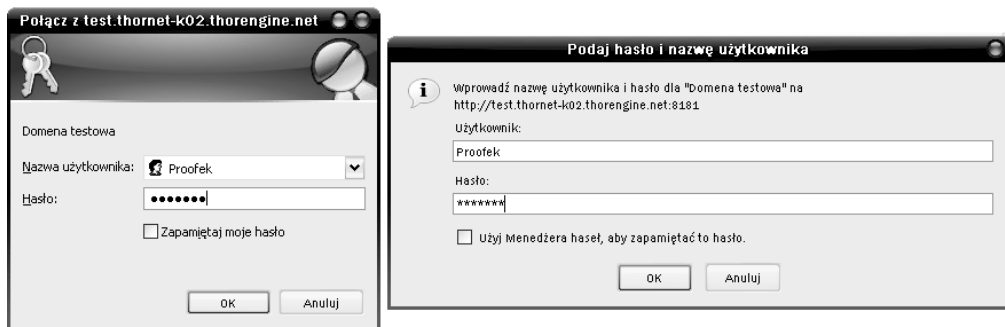 Połącz z test.thornet-k02.thorengine.net
Domena testowa
Nazwa użytkownika:
Proofek
Hasło:
•••••••
Zapamiętaj moje hasło
OK
Anuluj
Podaj hasło i nazwę użytkownika
Wprowadź nazwę użytkownika i hasło dla "Domena testowa" na
http://test.thornet-k02.thorengine.net:8181
Użytkownik:
Proofek
Hasło:
*******
Użyj Menedżera haseł, aby zapamiętać to hasło.
OK
Anuluj